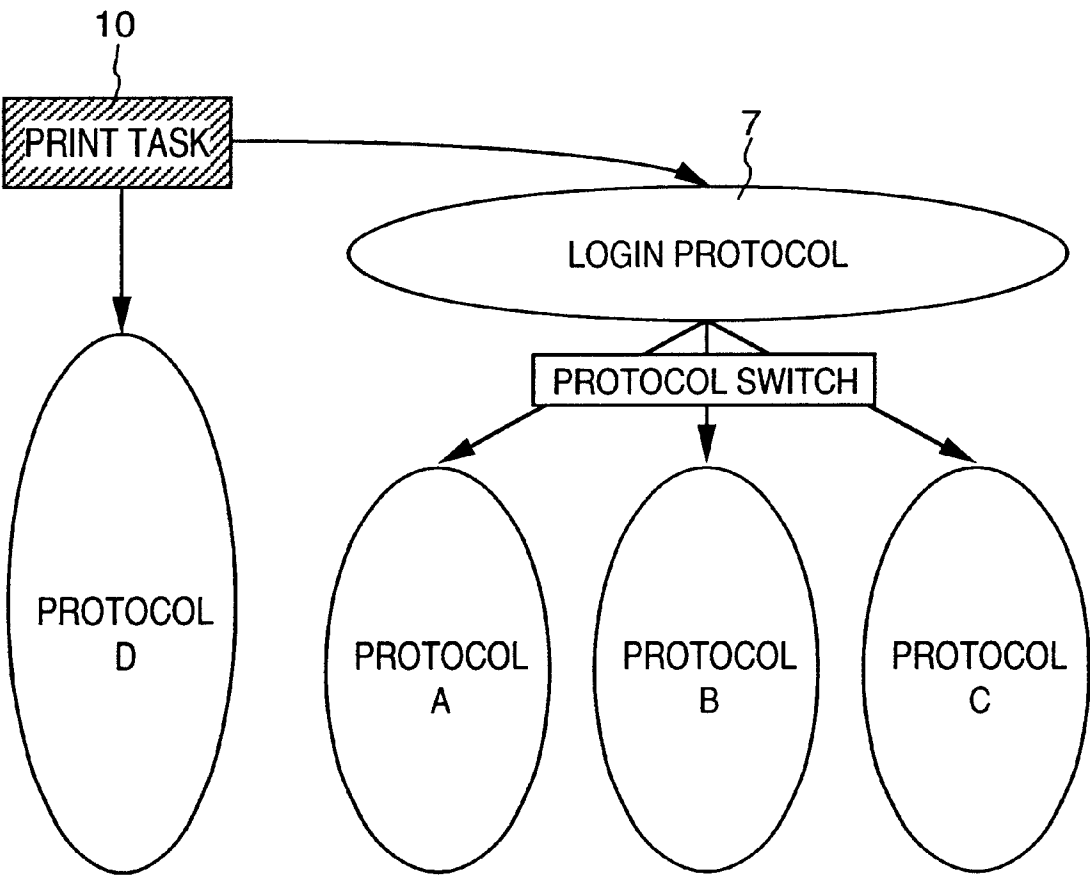 10
PRINT TASK
7
LOGIN PROTOCOL
PROTOCOL SWITCH
PROTOCOL
D
PROTOCOL
A
PROTOCOL
B
PROTOCOL
C